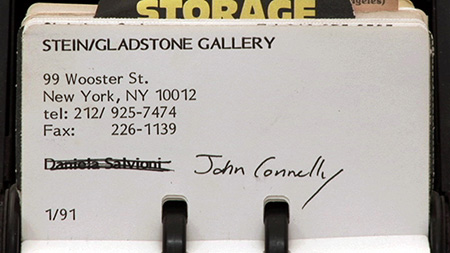 STORAGE
STEIN/GLADSTONE GALLERY
99 Wooster St.
New York, NY 10012
tel: 212/ 925-7474
Fax: 226-1139
Daniela Salvioni John Connelly
1/91